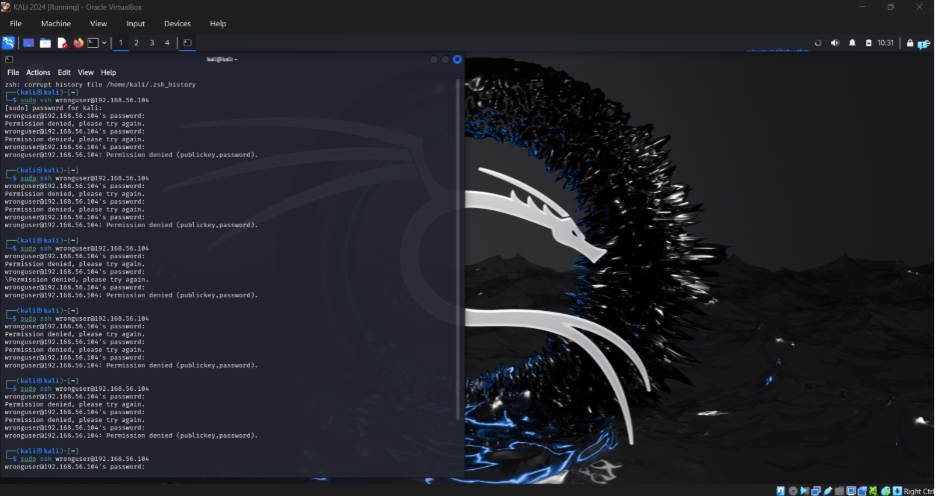 KALI 2024 [Running] - Oracle VirtualBox
File Machine View Input Devices Help
1 2 3 4 10:31
kali@kali: ~
File Actions Edit View Help
zsh: corrupt history file /home/kali/.zsh_history
┌──(kali㉿kali)-[~]
└─$ sudo ssh wronguser@192.168.56.104
[sudo] password for kali:
wronguser@192.168.56.104's password:
Permission denied, please try again.
wronguser@192.168.56.104's password:
Permission denied, please try again.
wronguser@192.168.56.104's password:
wronguser@192.168.56.104: Permission denied (publickey,password).
┌──(kali㉿kali)-[~]
└─$ sudo ssh wronguser@192.168.56.104
wronguser@192.168.56.104's password:
Permission denied, please try again.
wronguser@192.168.56.104's password:
Permission denied, please try again.
wronguser@192.168.56.104's password:
wronguser@192.168.56.104: Permission denied (publickey,password).
┌──(kali㉿kali)-[~]
└─$ sudo ssh wronguser@192.168.56.104
wronguser@192.168.56.104's password:
Permission denied, please try again.
wronguser@192.168.56.104's password:
\Permission denied, please try again.
wronguser@192.168.56.104's password:
wronguser@192.168.56.104: Permission denied (publickey,password).
┌──(kali㉿kali)-[~]
└─$ sudo ssh wronguser@192.168.56.104
wronguser@192.168.56.104's password:
Permission denied, please try again.
wronguser@192.168.56.104's password:
Permission denied, please try again.
wronguser@192.168.56.104's password:
wronguser@192.168.56.104: Permission denied (publickey,password).
┌──(kali㉿kali)-[~]
└─$ sudo ssh wronguser@192.168.56.104
wronguser@192.168.56.104's password:
Permission denied, please try again.
wronguser@192.168.56.104's password:
Permission denied, please try again.
wronguser@192.168.56.104's password:
wronguser@192.168.56.104: Permission denied (publickey,password).
┌──(kali㉿kali)-[~]
└─$ sudo ssh wronguser@192.168.56.104
wronguser@192.168.56.104's password:
Right Ctrl